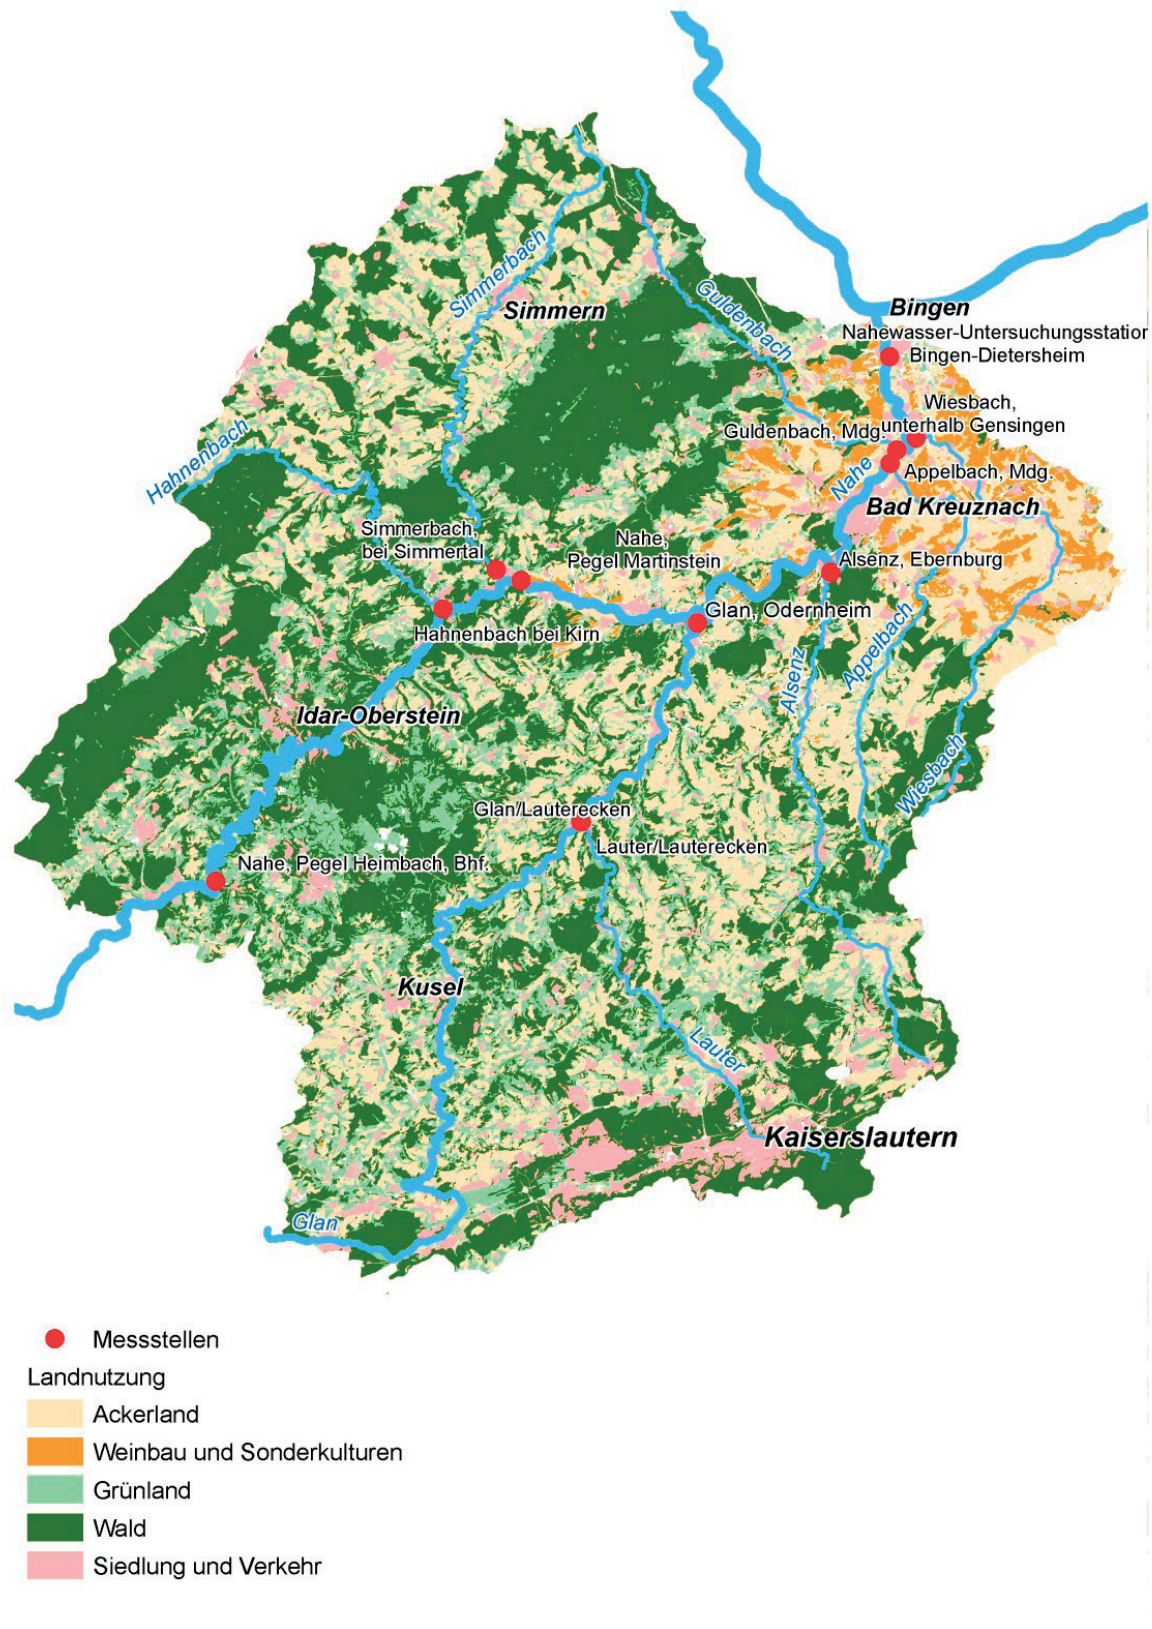 Simmerbach
Simmern
Guldenbach
Bingen
Nahewasser-Untersuchungsstation
Bingen-Dietersheim
Wiesbach,
unterhalb Gensingen
Guldenbach, Mdg.
Hahnenbach
Nahe
Appelbach, Mdg.
Bad Kreuznach
Simmerbach,
bei Simmertal
Nahe,
Pegel Martinstein
Alsenz, Ebernburg
Glan, Odernheim
Hahnenbach bei Kirn
Alsenz
Appelbach
Idar-Oberstein
Wiesbach
Glan/Lauterecken
Lauter/Lauterecken
Nahe, Pegel Heimbach, Bhf.
Kusel
Lauter
Kaiserslautern
Glan
Messstellen
Landnutzung
Ackerland
Weinbau und Sonderkulturen
Grünland
Wald
Siedlung und Verkehr